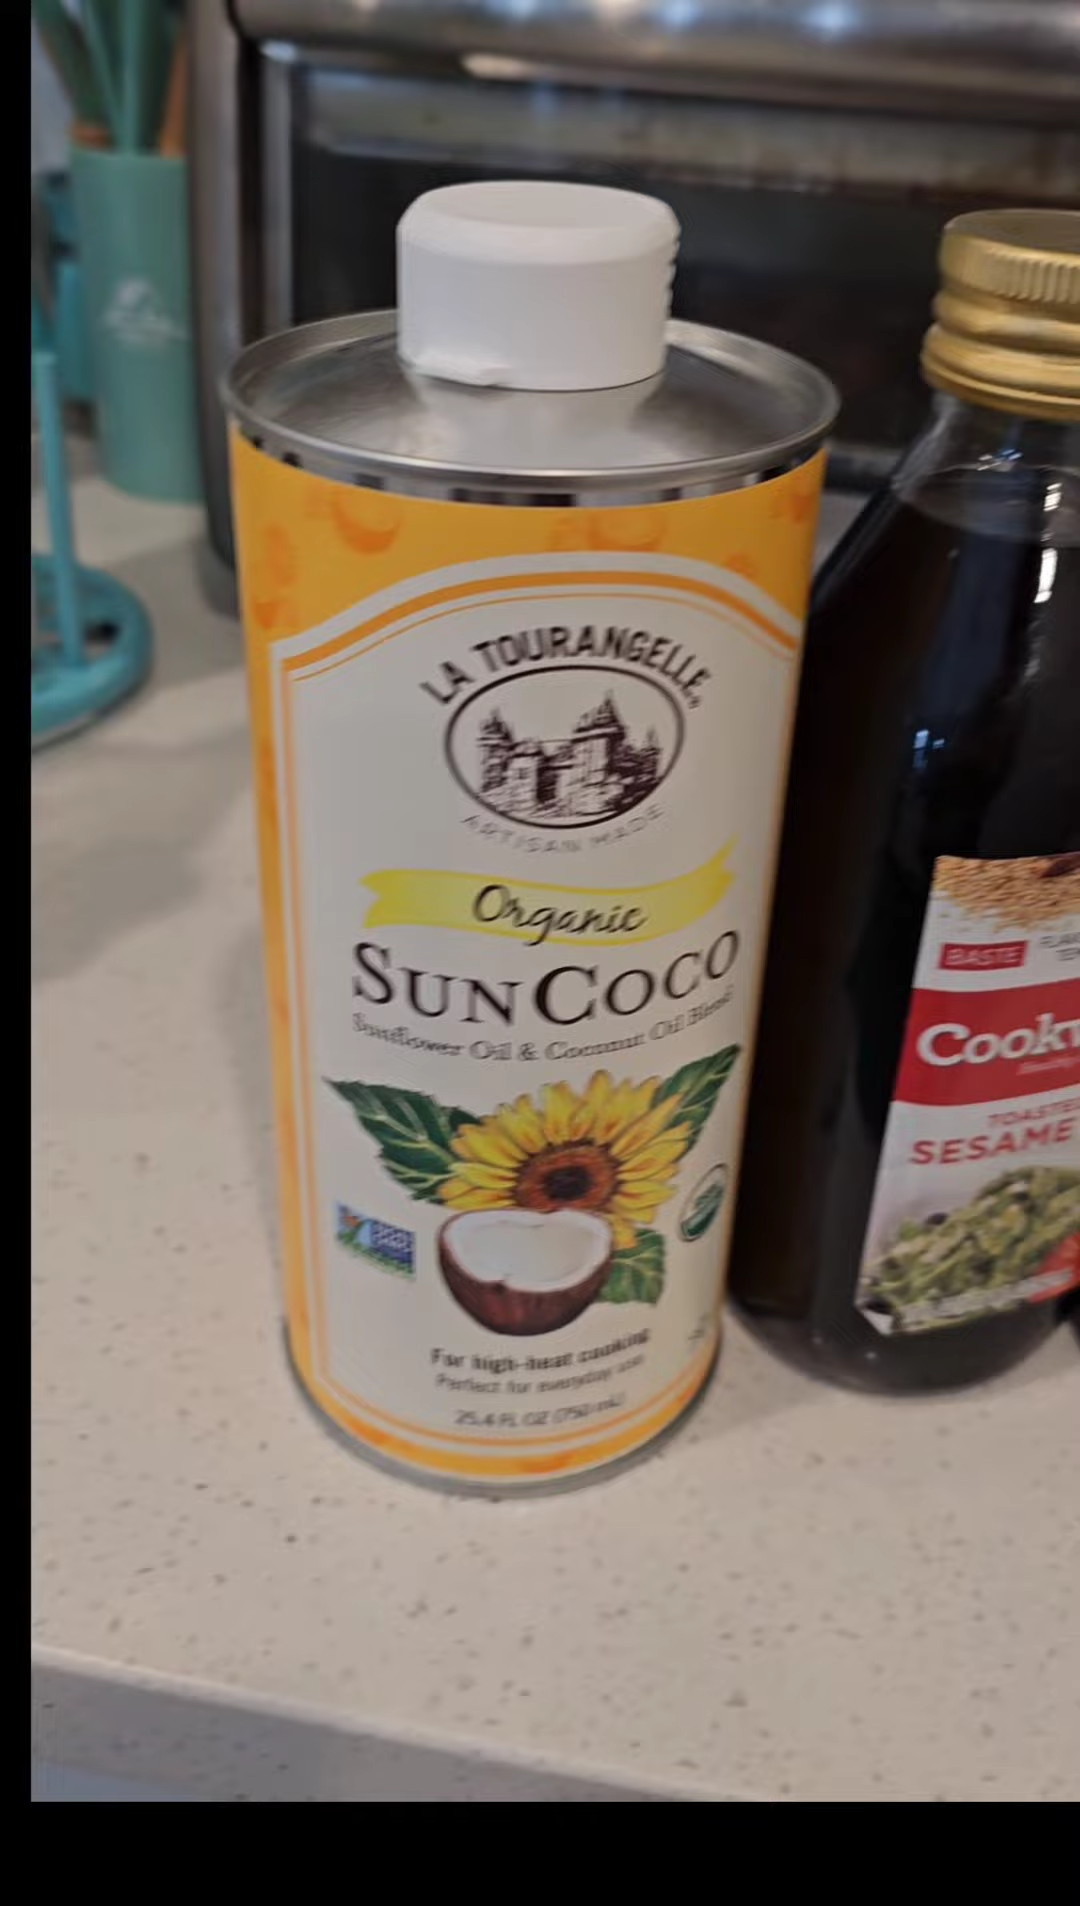 LA TOURANGELLE®
ARTISAN MADE
Organic
SUNCOCO
Sunflower Oil & Coconut Oil Blend
For high-heat cooking
Perfect for everyday use
25.4 FL OZ (750 mL)
BASTE
Cookw
TOASTED
SESAME